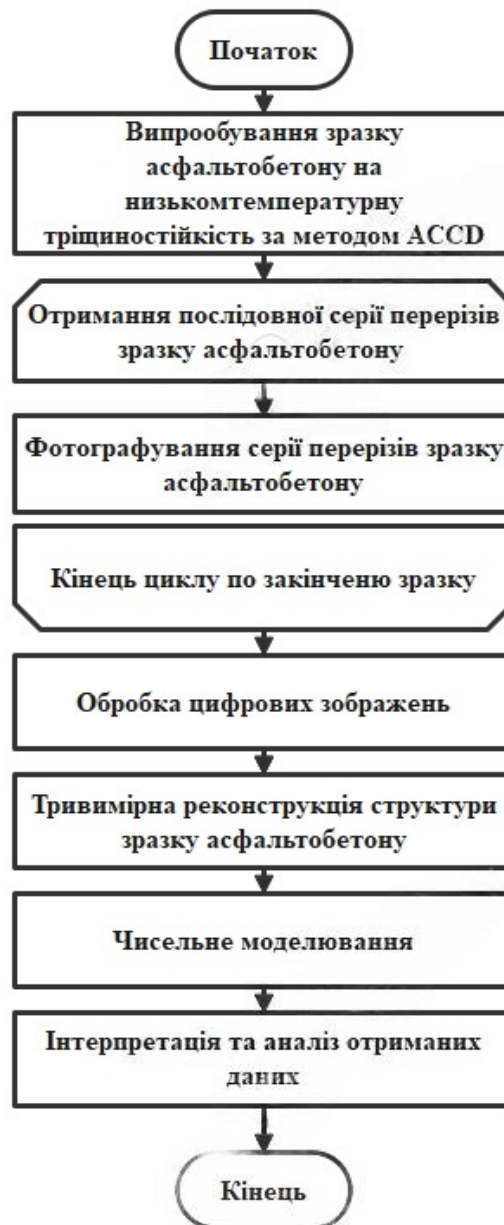 Початок
Випрообування зразку
асфальтобетону на
низькомтемпературну
тріщиностійкість за методом ACCD
Отримання послідовної серії перерізів
зразку асфальтобетону
Фотографування серії перерізів зразку
асфальтобетону
Кінець циклу по закінченю зразку
Обробка цифрових зображень
Тривимірна реконструкція структури
зразку асфальтобетону
Чисельне моделювання
Інтерпретація та аналіз отриманих
даних
Кінець